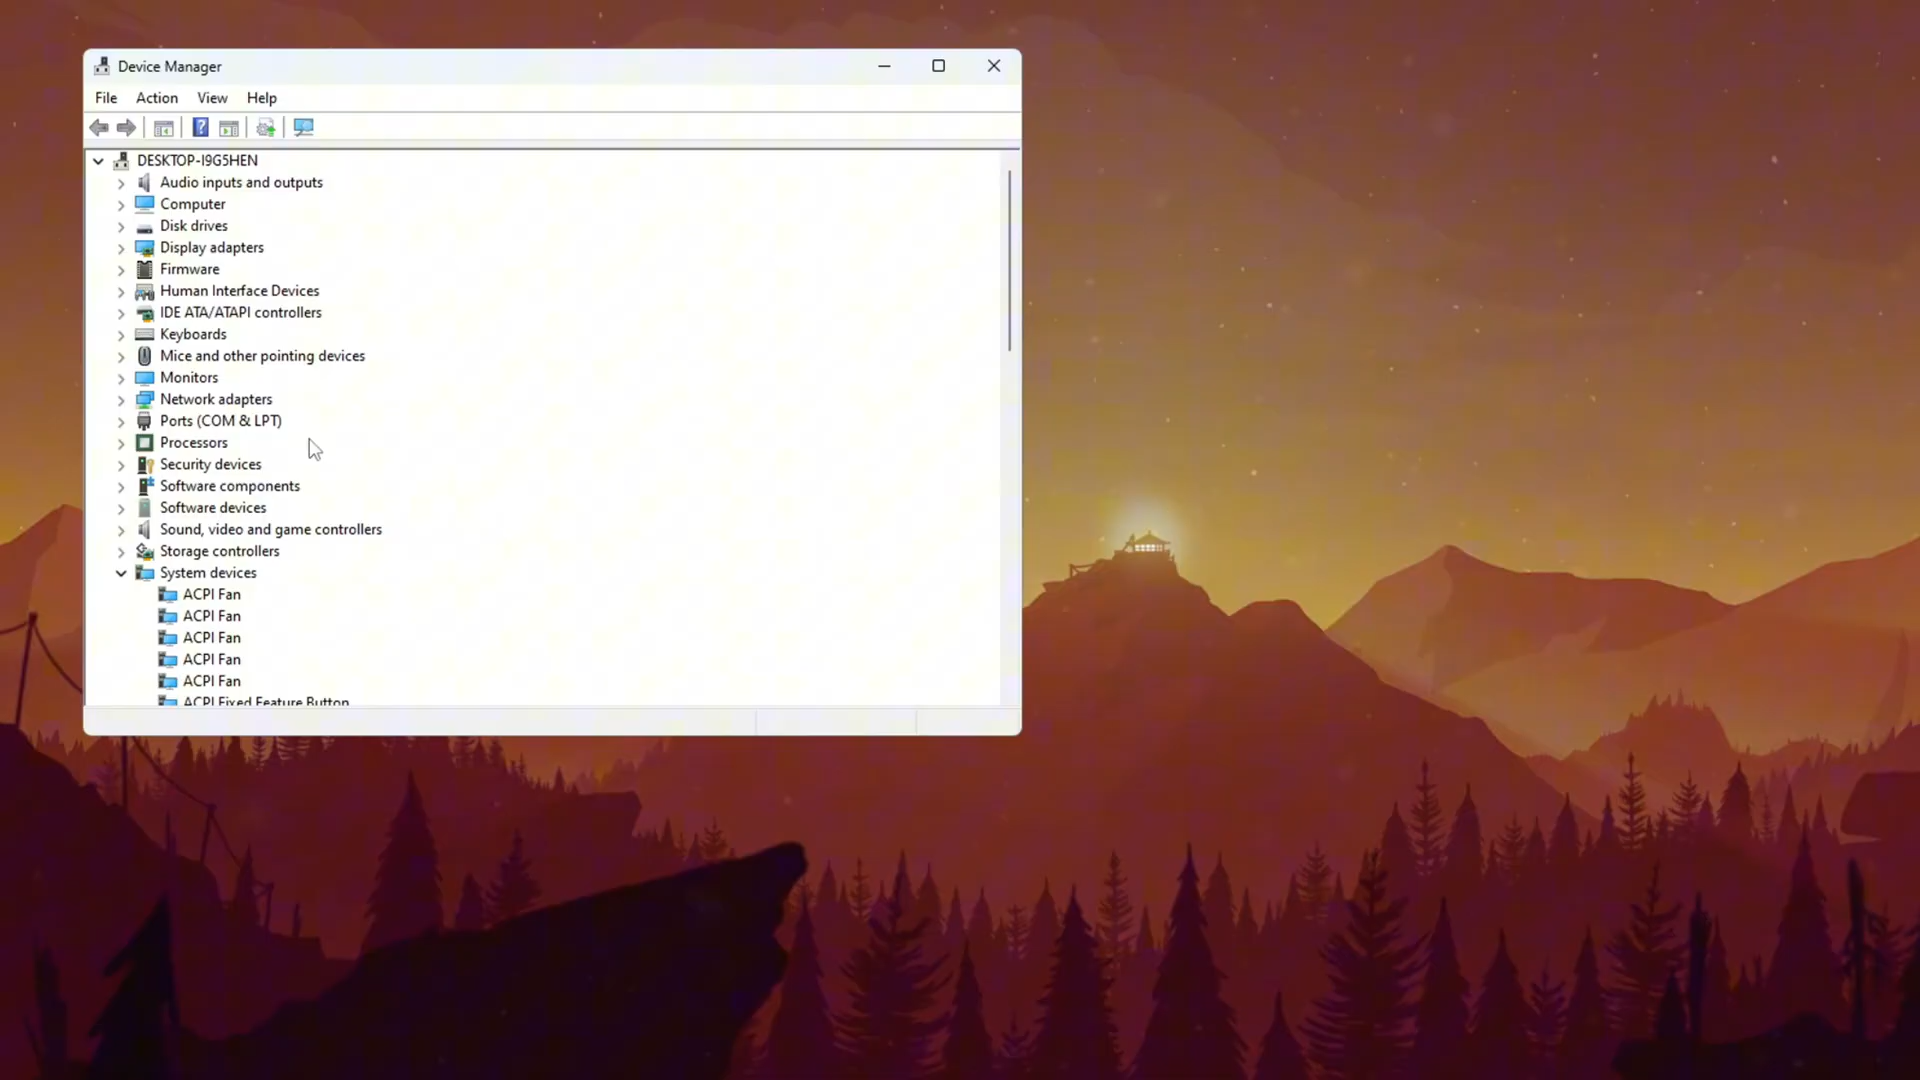 Device Manager
File Action View Help
DESKTOP-I9G5HEN
Audio inputs and outputs
Computer
Disk drives
Display adapters
Firmware
Human Interface Devices
IDE ATA/ATAPI controllers
Keyboards
Mice and other pointing devices
Monitors
Network adapters
Ports (COM & LPT)
Processors
Security devices
Software components
Software devices
Sound, video and game controllers
Storage controllers
System devices
ACPI Fan
ACPI Fan
ACPI Fan
ACPI Fan
ACPI Fan
ACPI Fixed Feature Button